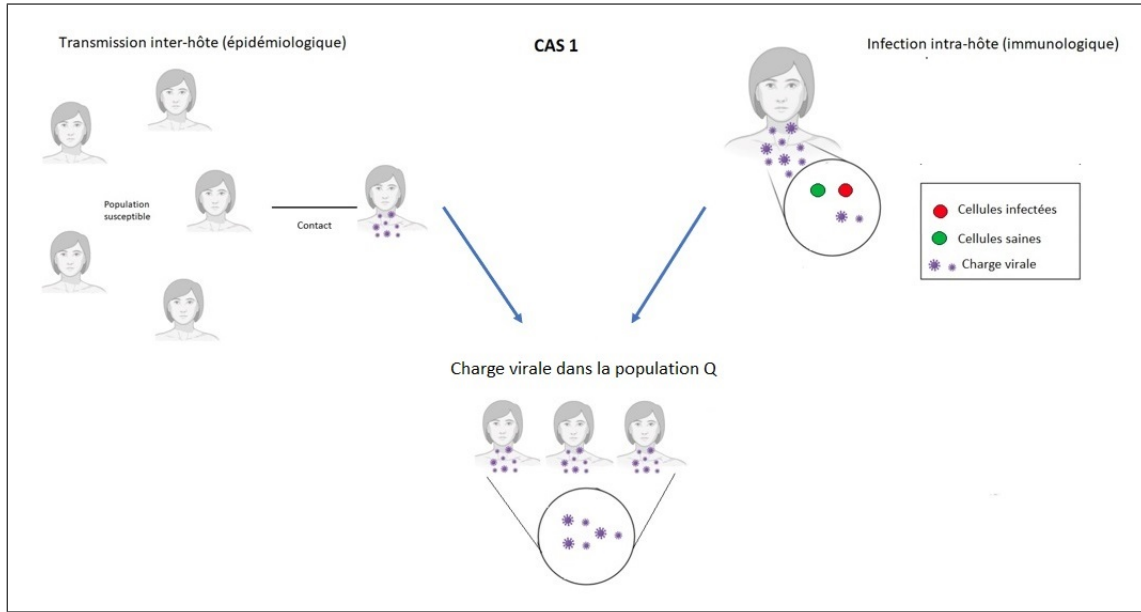 Transmission inter-hôte (épidémiologique)
CAS 1
Infection intra-hôte (immunologique)
Population
susceptible
Contact
Cellules infectées
Cellules saines
Charge virale
Charge virale dans la population Q